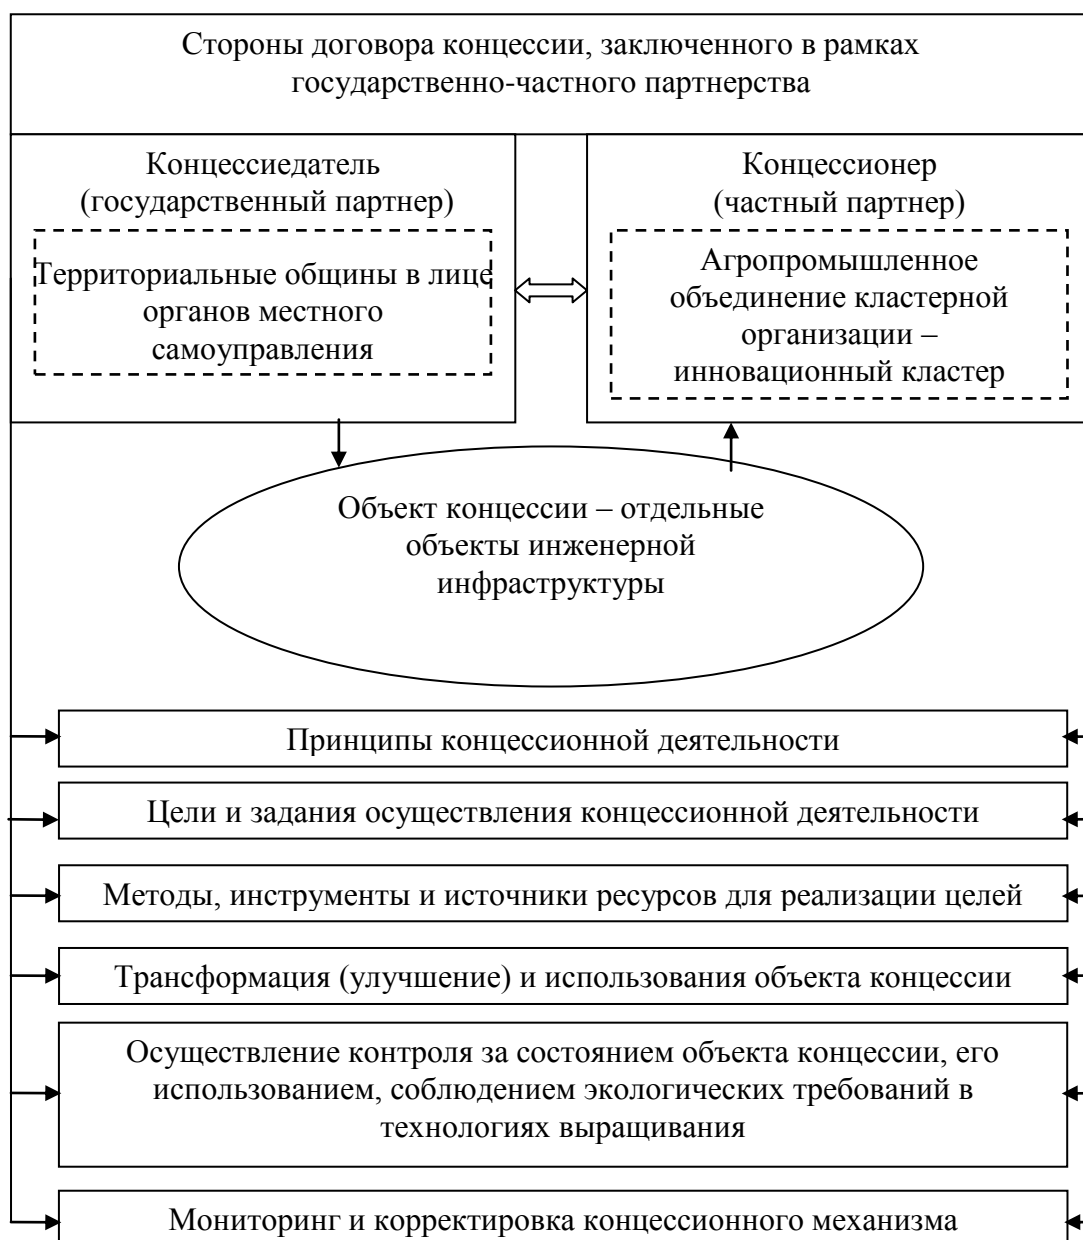 Стороны договора концессии, заключенного в рамках
государственно-частного партнерства
Концессиедатель
(государственный партнер)
Территориальные общины в лице
органов местного
самоуправления
Концессионер
(частный партнер)
Агропромышленное
объединение кластерной
организации –
инновационный кластер
Объект концессии – отдельные
объекты инженерной
инфраструктуры
Принципы концессионной деятельности
Цели и задания осуществления концессионной деятельности
Методы, инструменты и источники ресурсов для реализации целей
Трансформация (улучшение) и использования объекта концессии
Осуществление контроля за состоянием объекта концессии, его
использованием, соблюдением экологических требований в
технологиях выращивания
Мониторинг и корректировка концессионного механизма